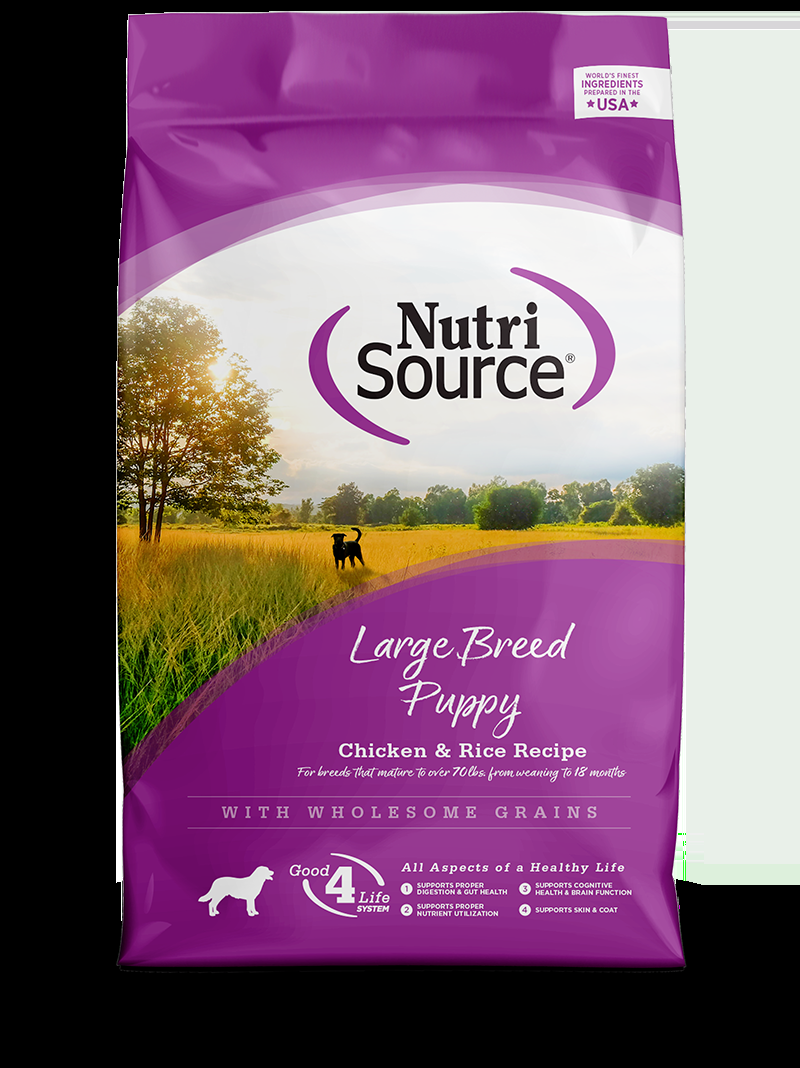 WORLD'S FINEST
INGREDIENTS
PREPARED IN THE
★USA★
Nutri
Source®
Large Breed
Puppy
Chicken & Rice Recipe
For breeds that mature to over 70 lbs. from weaning to 18 months
WITH WHOLESOME GRAINS
Good 4 Life
SYSTEM
All Aspects of a Healthy Life
1 SUPPORTS PROPER
DIGESTION & GUT HEALTH
2 SUPPORTS PROPER
NUTRIENT UTILIZATION
3 SUPPORTS COGNITIVE
HEALTH & BRAIN FUNCTION
4 SUPPORTS SKIN & COAT